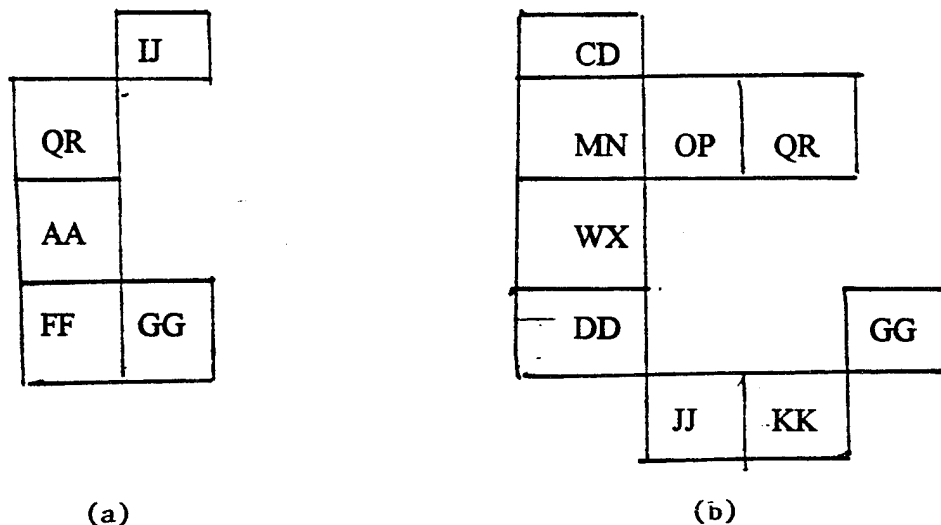 IJ
CD
QR
MN OP QR
AA
WX
FF GG
DD GG
JJ KK
(a) (b)